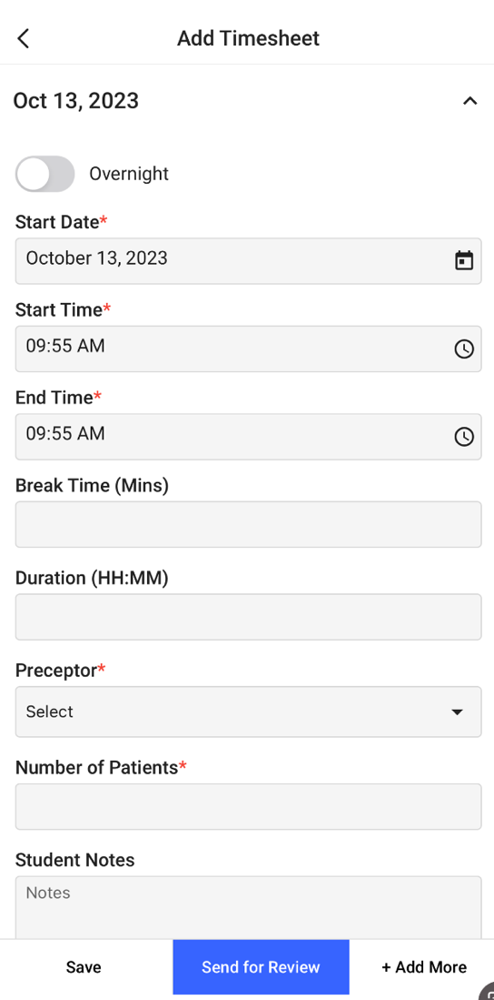 Add Timesheet
Oct 13, 2023
Overnight
Start Date*
October 13, 2023
Start Time*
09:55 AM
End Time*
09:55 AM
Break Time (Mins)
Duration (HH:MM)
Preceptor*
Select
Number of Patients*
Student Notes
Notes
Save
Send for Review
+ Add More